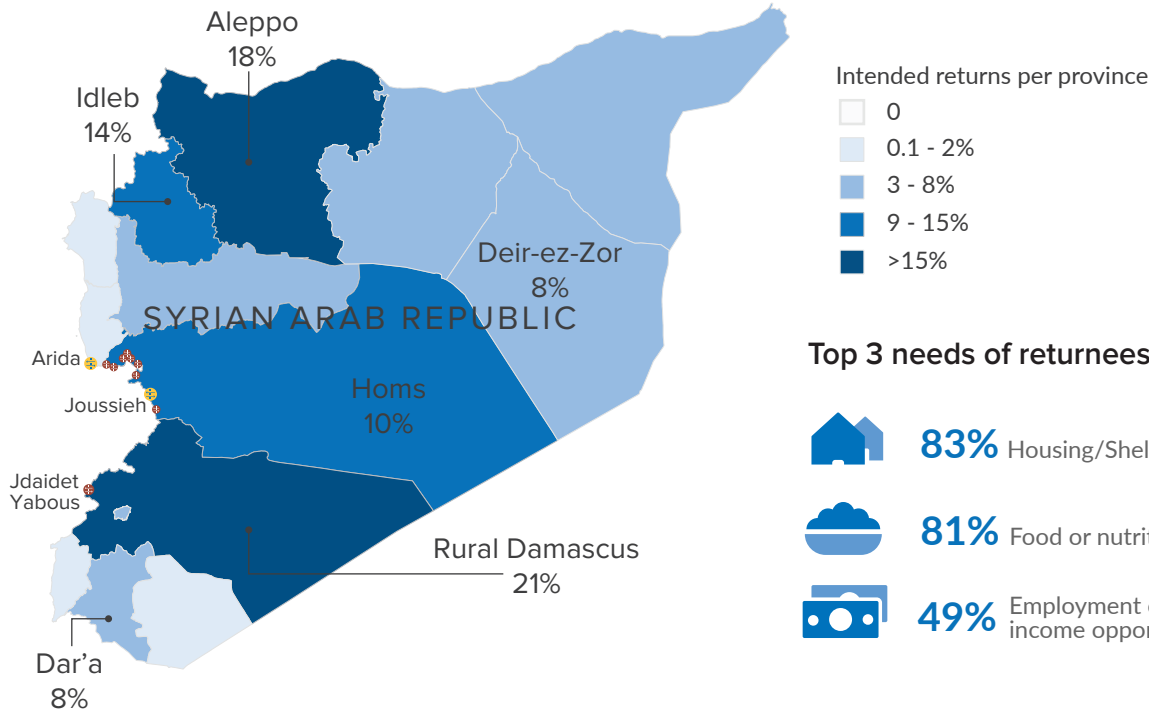 Aleppo
18%
Idleb
14%
Deir-ez-Zor
8%
SYRIAN ARAB REPUBLIC
Arida
Joussieh
Homs
10%
Jdaidet
Yabous
Rural Damascus
21%
Dar'a
8%
Intended returns per province
0
0.1 - 2%
3 - 8%
9 - 15%
>15%
Top 3 needs of returnees
83% Housing/Shel
81% Food or nutrit
49% Employment
income oppor